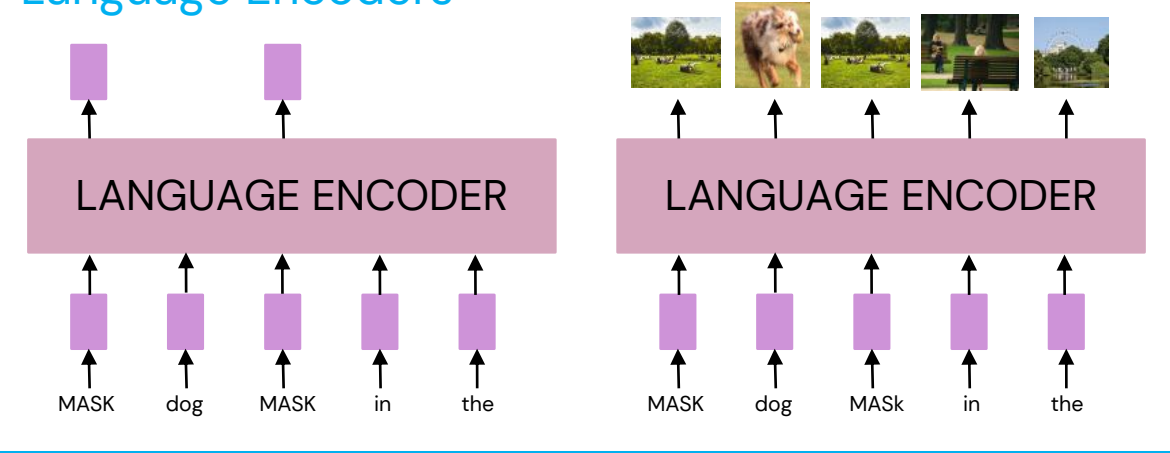 Language Encoders
LANGUAGE ENCODER
LANGUAGE ENCODER
MASK dog MASK in the
MASK dog MASk in the